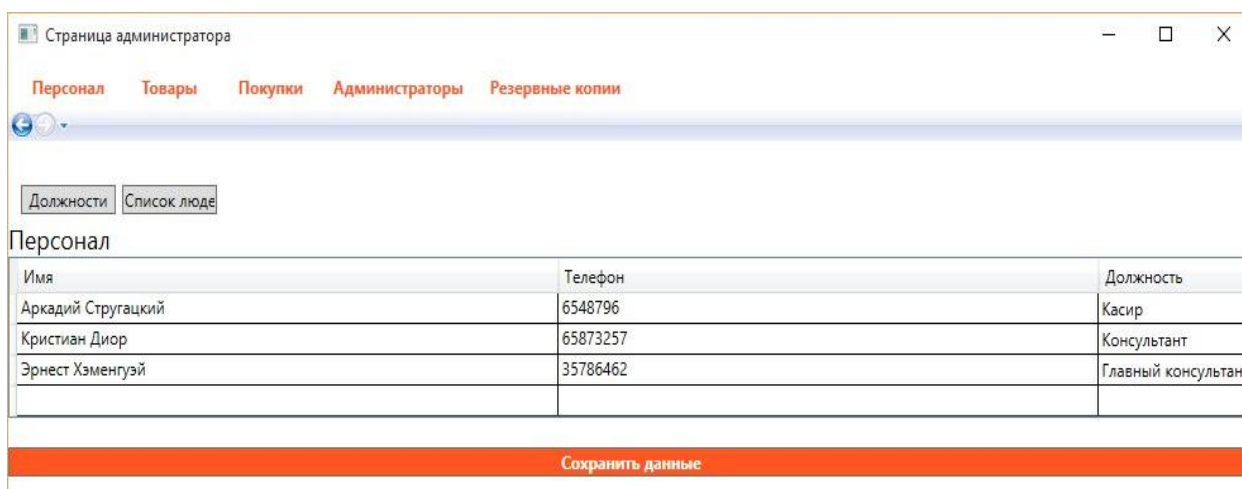 Страница администратора
Персонал Товары Покупки Администраторы Резервные копии
Должности Список люде
Персонал
Имя Телефон Должность
Аркадий Стругацкий 6548796 Касир
Кристиан Диор 65873257 Консультант
Эрнест Хэменгуэй 35786462 Главный консультан
Сохранить данные